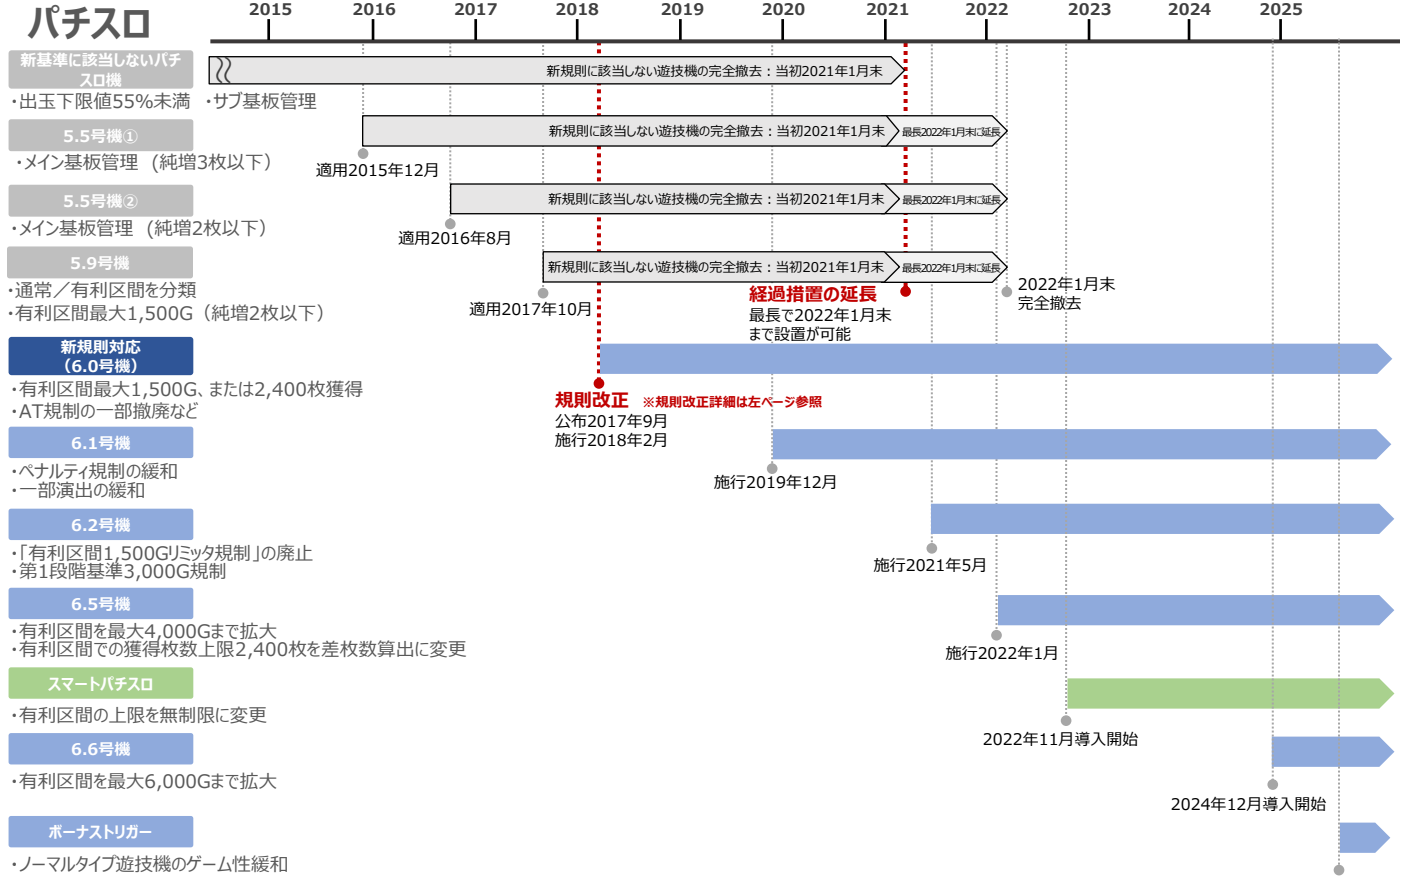 パチスロ
2015 2016 2017 2018 2019 2020 2021 2022 2023 2024 2025
新基準に該当しないパチ
スロ機
新規則に該当しない遊技機の完全撤去：当初2021年1月末
・出玉下限値55%未満 ・サブ基板管理
5.5号機①
新規則に該当しない遊技機の完全撤去：当初2021年1月末
最長2022年1月末に延長
・メイン基板管理 (純増3枚以下)
適用2015年12月
5.5号機②
新規則に該当しない遊技機の完全撤去：当初2021年1月末
最長2022年1月末に延長
・メイン基板管理 (純増2枚以下)
適用2016年8月
5.9号機
新規則に該当しない遊技機の完全撤去：当初2021年1月末
最長2022年1月末に延長
・通常／有利区間を分類
・有利区間最大1,500G (純増2枚以下)
適用2017年10月
経過措置の延長
最長で2022年1月末
まで設置が可能
2022年1月末
完全撤去
新規則対応
（6.0号機）
・有利区間最大1,500G、または2,400枚獲得
・AT規制の一部撤廃など
規則改正 ※規則改正詳細は左ページ参照
公布2017年9月
施行2018年2月
6.1号機
・ペナルティ規制の緩和
・一部演出の緩和
施行2019年12月
6.2号機
・「有利区間1,500Gリミッタ規制」の廃止
・第1段階基準3,000G規制
施行2021年5月
6.5号機
・有利区間を最大4,000Gまで拡大
・有利区間での獲得枚数上限2,400枚を差枚数算出に変更
施行2022年1月
スマートパチスロ
・有利区間の上限を無制限に変更
2022年11月導入開始
6.6号機
・有利区間を最大6,000Gまで拡大
2024年12月導入開始
ボーナストリガー
・ノーマルタイプ遊技機のゲーム性緩和